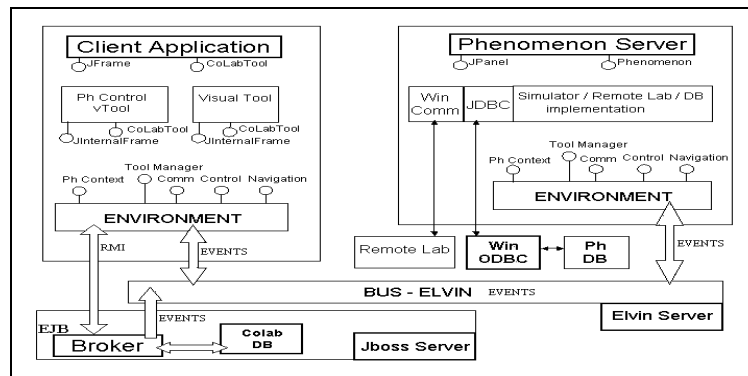 Client Application
JFrame
CoLabTool
Ph Control
vTool
Visual Tool
CoLabTool
JInternalFrame
CoLabTool
JInternalFrame
Tool Manager
Ph Context
Comm
Control
Navigation
ENVIRONMENT
RMI
EVENTS
Phenomenon Server
JPanel
Phenomenon
Win
Comm
JDBC
Simulator / Remote Lab / DB
implementation
Tool Manager
Ph Context
Comm
Control
Navigation
ENVIRONMENT
Remote Lab
Win
ODBC
Ph
DB
EVENTS
BUS - ELVIN
EVENTS
Elvin Server
EVENTS
EJB
Broker
Colab
DB
Jboss Server